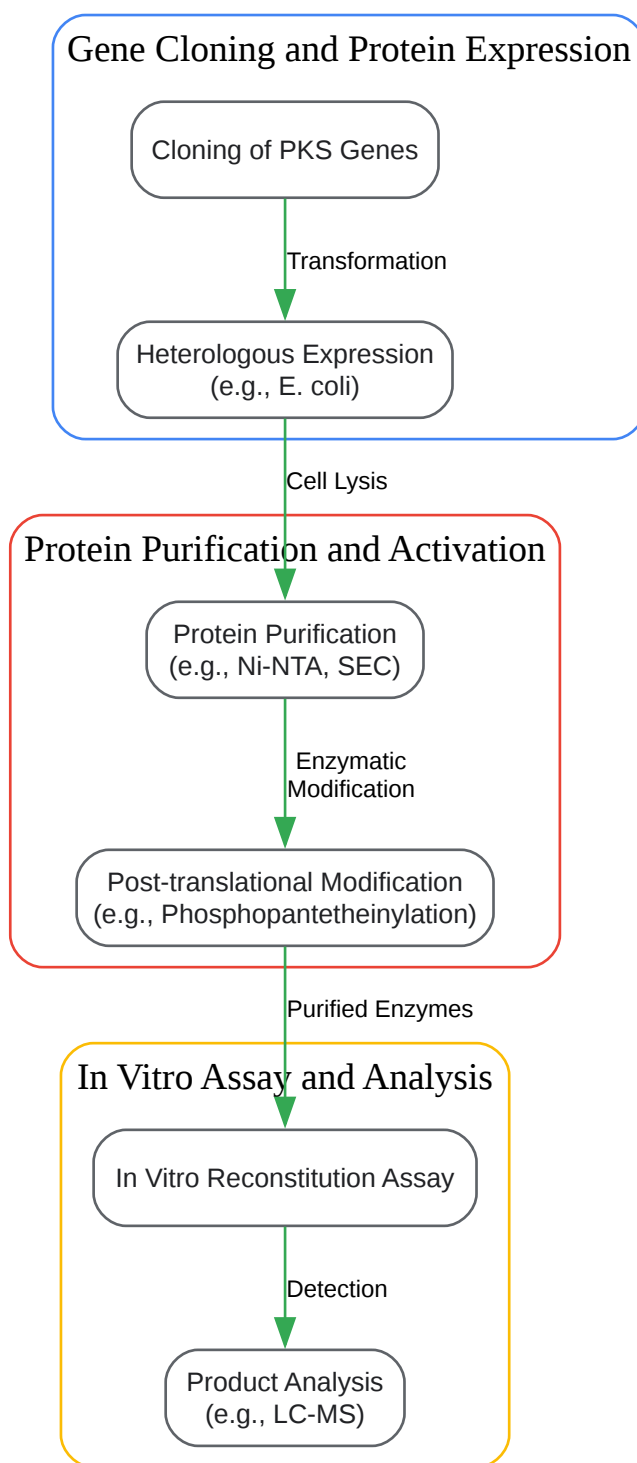 Gene Cloning and Protein Expression
Cloning of PKS Genes
Transformation
Heterologous Expression
(e.g., E. coli)
Cell Lysis
Protein Purification and Activation
Protein Purification
(e.g., Ni-NTA, SEC)
Enzymatic
Modification
Post-translational Modification
(e.g., Phosphopantetheinylation)
Purified Enzymes
In Vitro Assay and Analysis
In Vitro Reconstitution Assay
Detection
Product Analysis
(e.g., LC-MS)